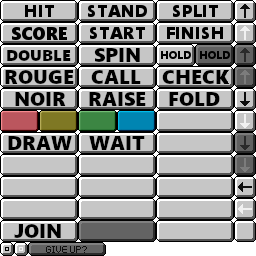 HIT STAND SPLIT ↑
SCORE START FINISH ↑
DOUBLE SPIN HOLD HOLD ↑
ROUGE CALL CHECK ↑
NOIR RAISE FOLD ↓
DRAW WAIT
JOIN
GIVE UP?